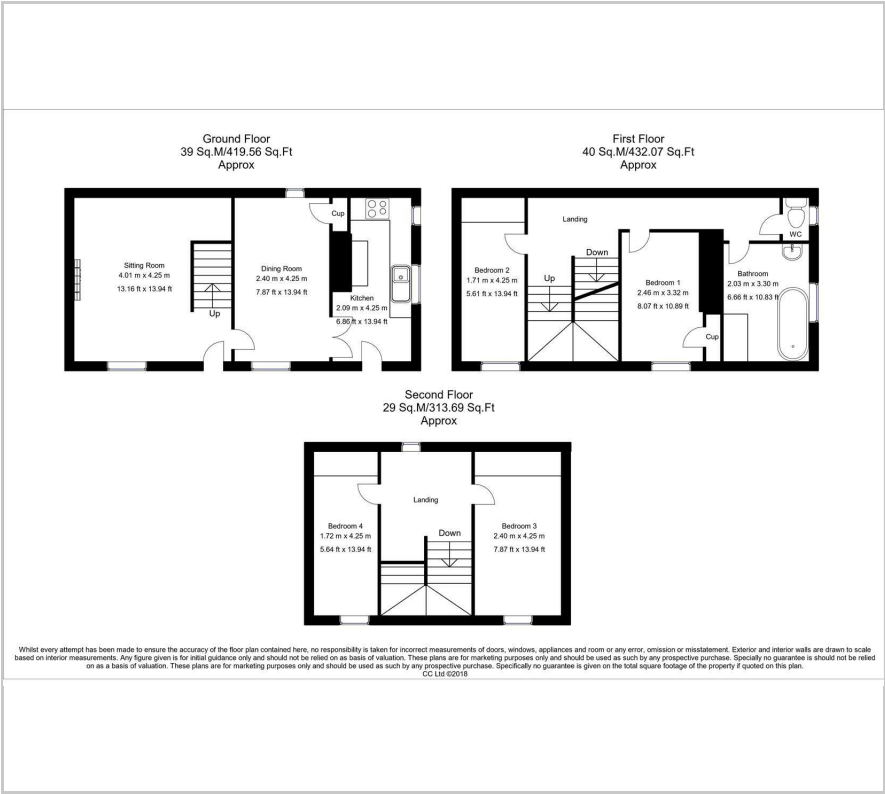 Ground Floor
39 Sq.M/419.56 Sq.Ft
Approx
Sitting Room
4.01 m x 4.25 m
13.16 ft x 13.94 ft
Up
Dining Room
2.40 m x 4.25 m
7.87 ft x 13.94 ft
Cup
Kitchen
2.09 m x 4.25 m
6.86 ft x 13.94 ft
First Floor
40 Sq.M/432.07 Sq.Ft
Approx
Landing
Bedroom 2
1.71 m x 4.25 m
5.61 ft x 13.94 ft
Up
Down
Bedroom 1
2.46 m x 3.32 m
8.07 ft x 10.89 ft
Cup
WC
Bathroom
2.03 m x 3.30 m
6.66 ft x 10.83 ft
Second Floor
29 Sq.M/313.69 Sq.Ft
Approx
Bedroom 4
1.72 m x 4.25 m
5.64 ft x 13.94 ft
Landing
Down
Bedroom 3
2.40 m x 4.25 m
7.87 ft x 13.94 ft
Whilst every attempt has been made to ensure the accuracy of the floor plan contained here, no responsibility is taken for incorrect measurements of doors, windows, appliances and room or any error, omission or misstatement. Exterior and interior walls are drawn to scale
based on interior measurements. Any figure given is for initial guidance only and should not be relied on as basis of valuation. These plans are for marketing purposes only and should be used as such by any prospective purchase. Specially no guarantee is should not be relied
on as a basis of valuation. These plans are for marketing purposes only and should be used as such by any prospective purchase. Specifically no guarantee is given on the total square footage of the property if quoted on this plan.
CC Ltd ©2018